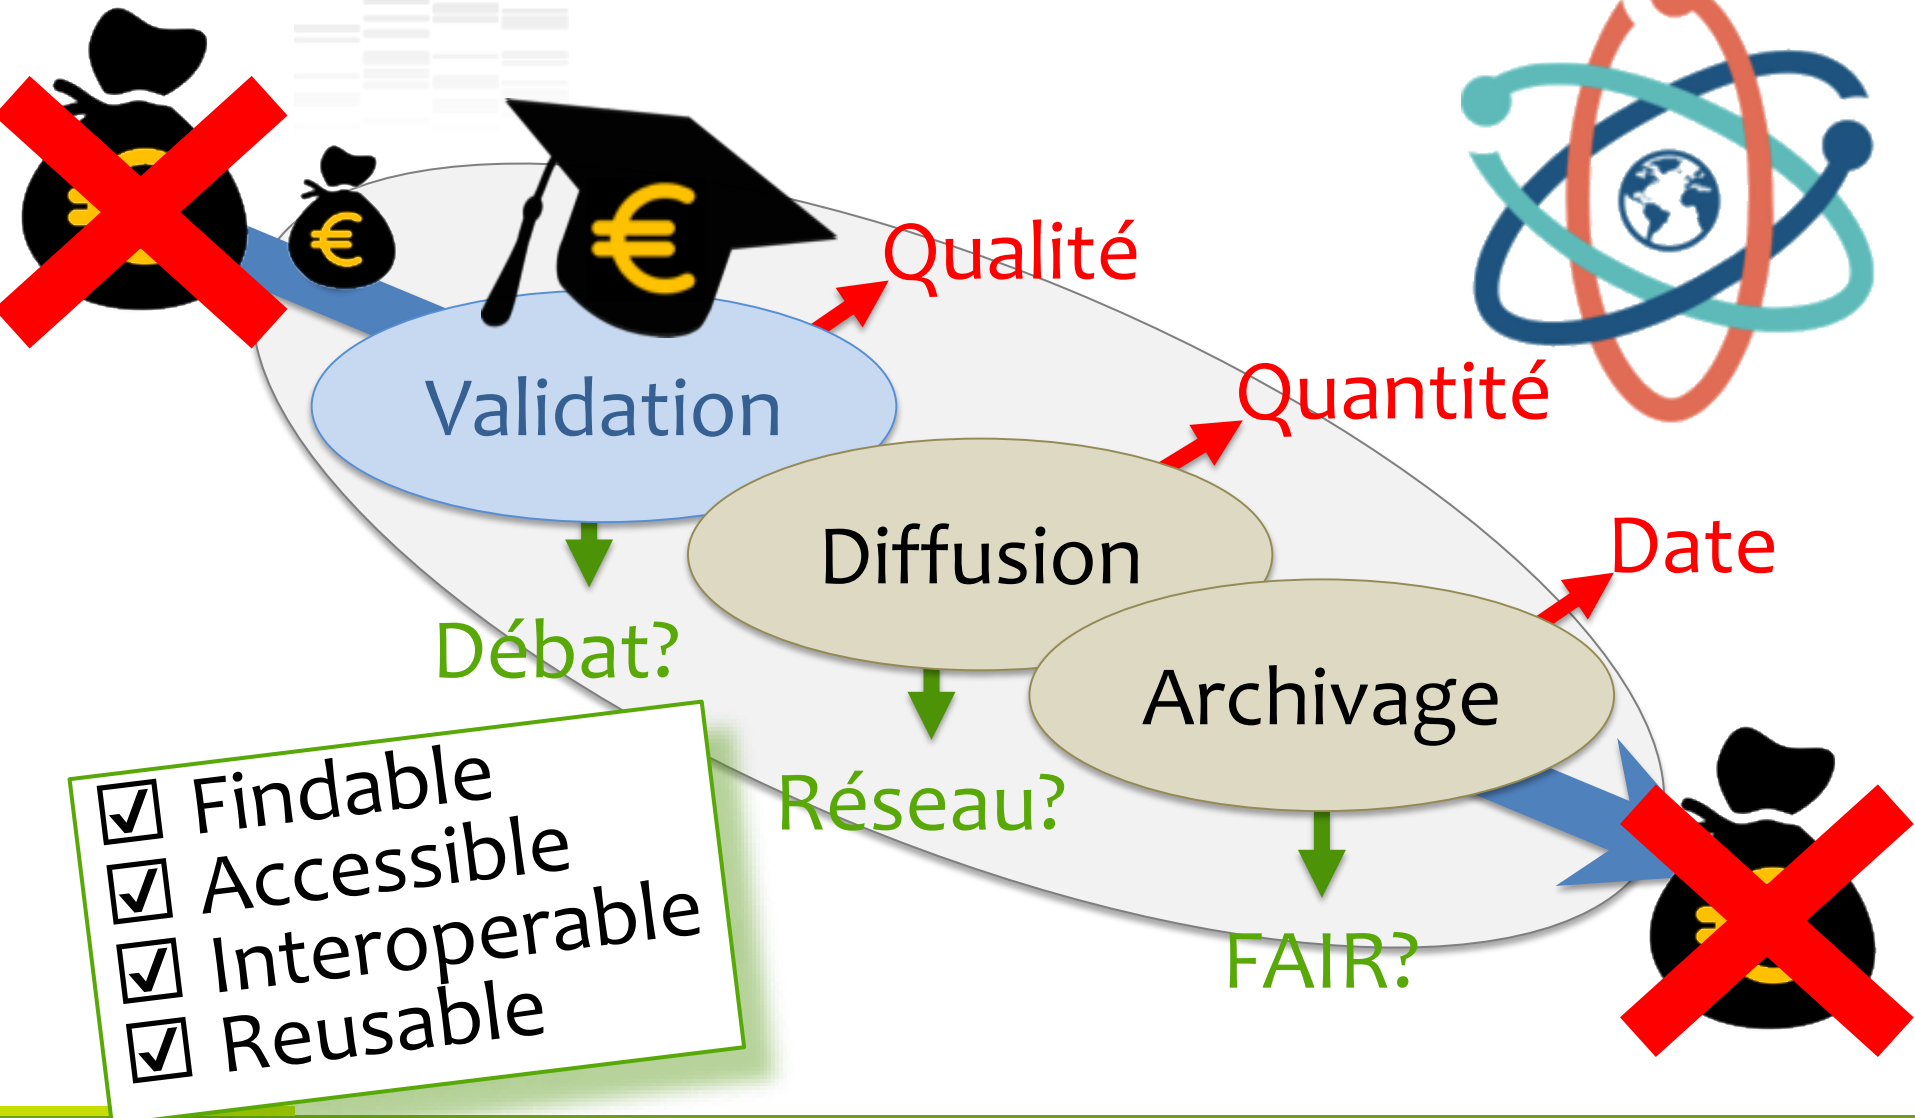 €
€
Qualité
Validation
Quantité
Diffusion
Date
Débat?
Archivage
Réseau?
FAIR?
☑ Findable
☑ Accessible
☑ Interoperable
☑ Reusable